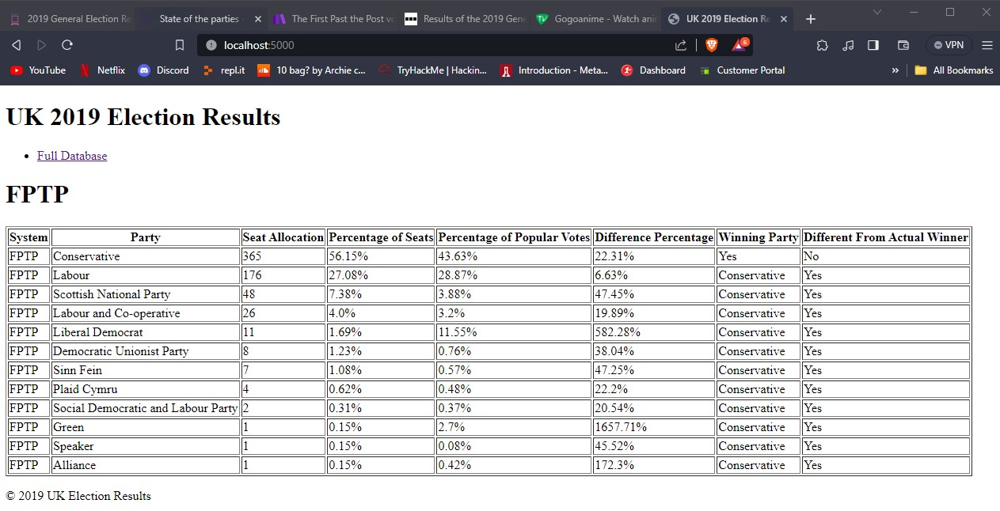 2019 General Election Re
State of the parties -
The First Past the Post vo
Results of the 2019 Gene
Gogoanime - Watch anim
UK 2019 Election Re
localhost:5000
6
VPN
YouTube
Netflix
Discord
repl.it
10 bag? by Archie c...
TryHackMe | Hackin...
Introduction - Meta...
Dashboard
Customer Portal
»
All Bookmarks
UK 2019 Election Results
• Full Database
FPTP
System Party Seat Allocation Percentage of Seats Percentage of Popular Votes Difference Percentage Winning Party Different From Actual Winner
FPTP Conservative 365 56.15% 43.63% 22.31% Yes No
FPTP Labour 176 27.08% 28.87% 6.63% Conservative Yes
FPTP Scottish National Party 48 7.38% 3.88% 47.45% Conservative Yes
FPTP Labour and Co-operative 26 4.0% 3.2% 19.89% Conservative Yes
FPTP Liberal Democrat 11 1.69% 11.55% 582.28% Conservative Yes
FPTP Democratic Unionist Party 8 1.23% 0.76% 38.04% Conservative Yes
FPTP Sinn Fein 7 1.08% 0.57% 47.25% Conservative Yes
FPTP Plaid Cymru 4 0.62% 0.48% 22.2% Conservative Yes
FPTP Social Democratic and Labour Party 2 0.31% 0.37% 20.54% Conservative Yes
FPTP Green 1 0.15% 2.7% 1657.71% Conservative Yes
FPTP Speaker 1 0.15% 0.08% 45.52% Conservative Yes
FPTP Alliance 1 0.15% 0.42% 172.3% Conservative Yes
© 2019 UK Election Results